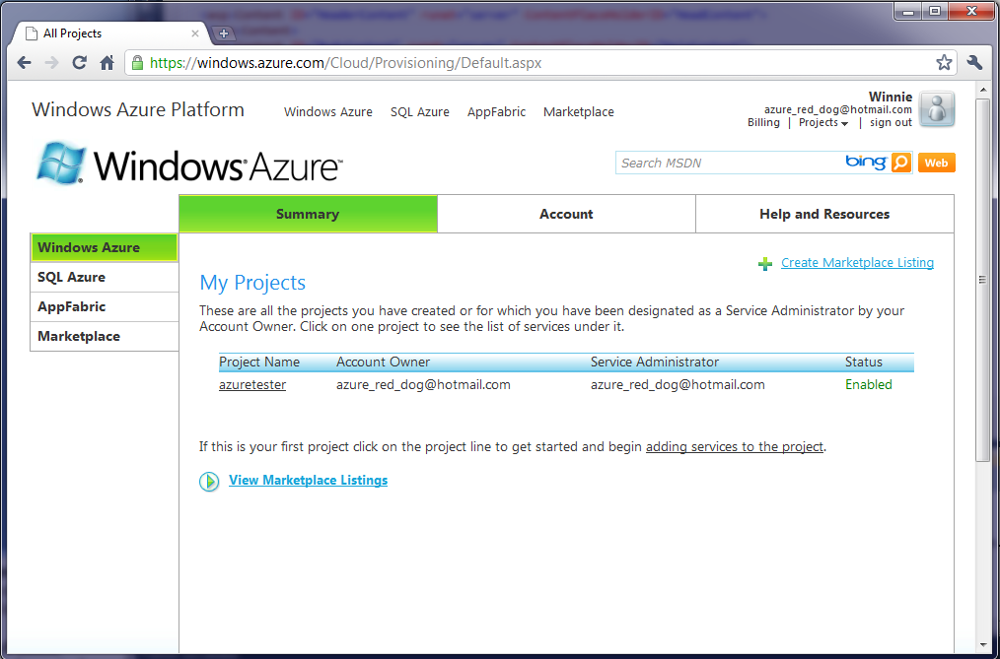 All Projects
https://windows.azure.com/Cloud/Provisioning/Default.aspx
Windows Azure Platform
Windows Azure SQL Azure AppFabric Marketplace
Winnie
azure_red_dog@hotmail.com
Billing | Projects | sign out
Windows Azure™
Search MSDN bing Web
Summary Account Help and Resources
Windows Azure
SQL Azure
AppFabric
Marketplace
Create Marketplace Listing
My Projects
These are all the projects you have created or for which you have been designated as a Service Administrator by your
Account Owner. Click on one project to see the list of services under it.
Project Name Account Owner Service Administrator Status
azuretester azure_red_dog@hotmail.com azure_red_dog@hotmail.com Enabled
If this is your first project click on the project line to get started and begin adding services to the project.
View Marketplace Listings